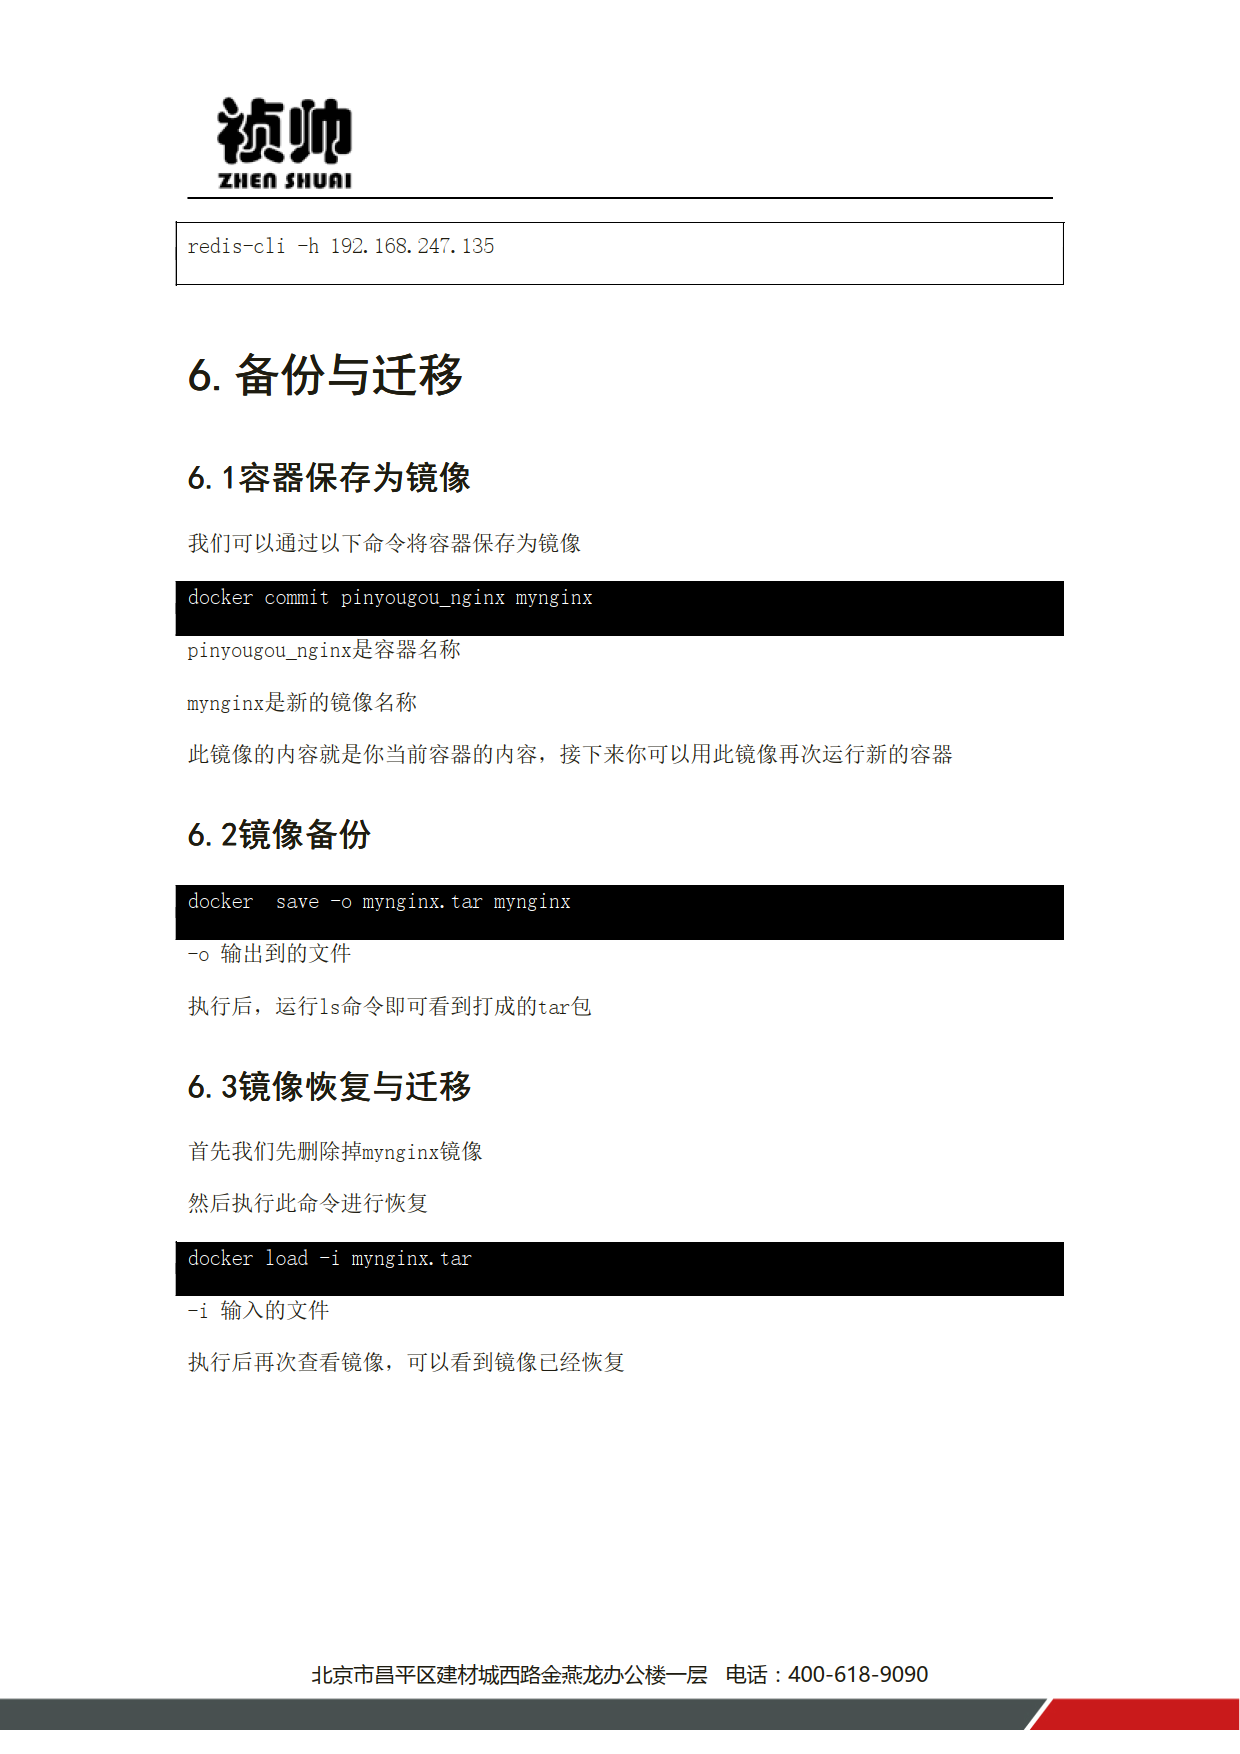 祯帅
ZHEN SHUAI
redis-cli -h 192.168.247.135
6. 备份与迁移
6.1容器保存为镜像
我们可以通过以下命令将容器保存为镜像
docker commit pinyougou_nginx mynginx
pinyougou_nginx是容器名称
mynginx是新的镜像名称
此镜像的内容就是你当前容器的内容，接下来你可以用此镜像再次运行新的容器
6.2镜像备份
docker  save -o mynginx.tar mynginx
-o 输出到的文件
执行后，运行ls命令即可看到打成的tar包
6.3镜像恢复与迁移
首先我们先删除掉mynginx镜像
然后执行此命令进行恢复
docker load -i mynginx.tar
-i 输入的文件
执行后再次查看镜像，可以看到镜像已经恢复
北京市昌平区建材城西路金燕龙办公楼一层   电话：400-618-9090